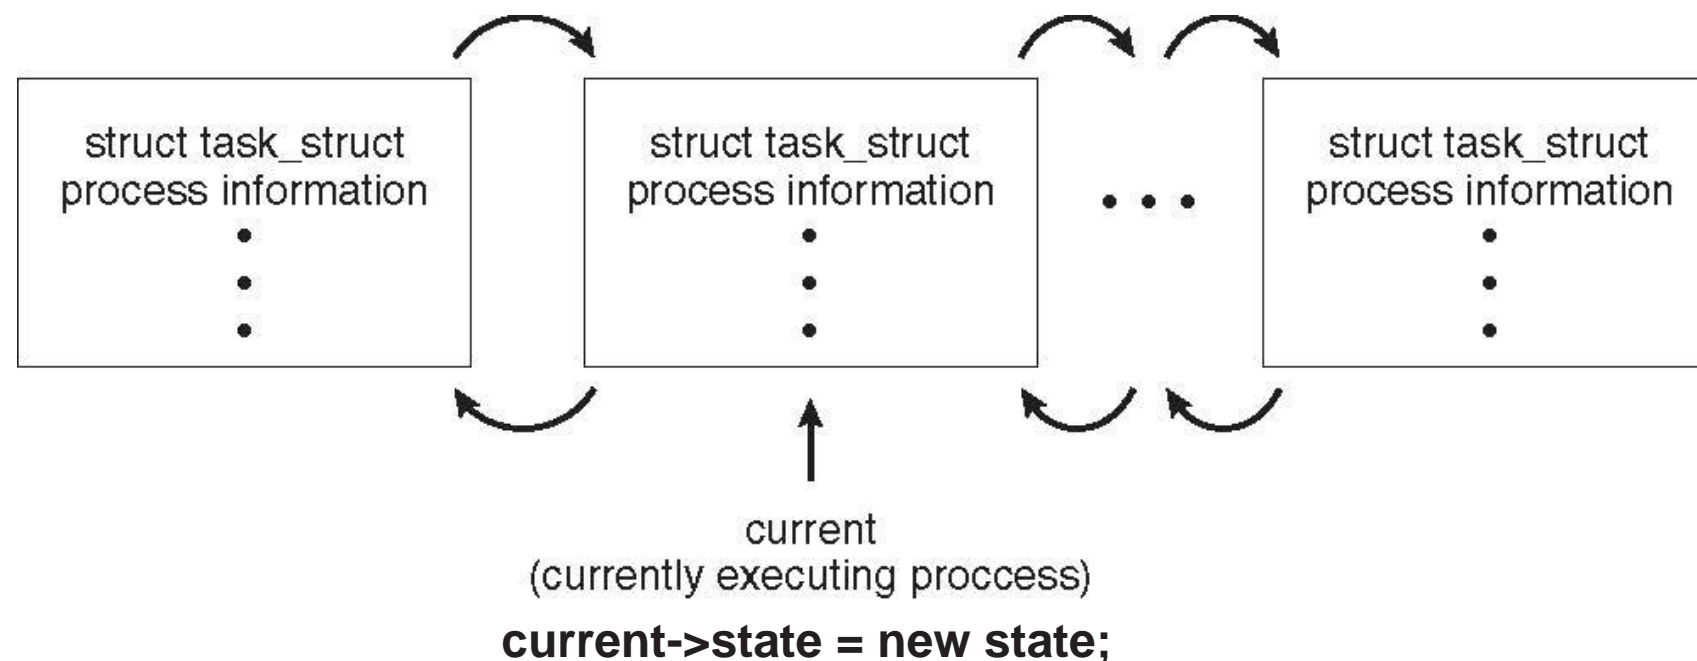 struct task_struct
process information
struct task_struct
process information
struct task_struct
process information
current
(currently executing proccess)
current->state = new state;